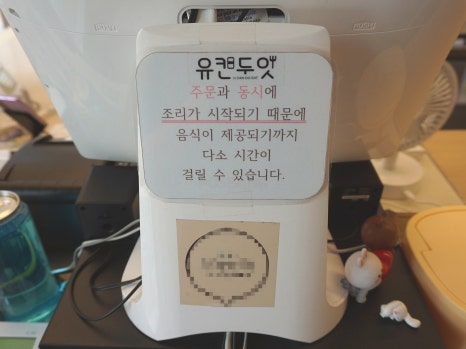 유캔두잇
주문과 동시에
조리가 시작되기 때문에
음식이 제공되기까지
다소 시간이
걸릴 수 있습니다.